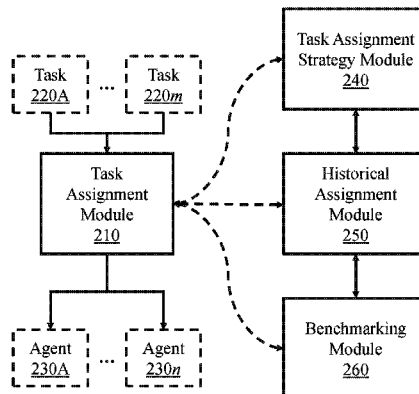 Task
220A
...
Task
220m
Task
Assignment
Module
210
Agent
230A
...
Agent
230n
Task Assignment
Strategy Module
240
Historical
Assignment
Module
250
Benchmarking
Module
260